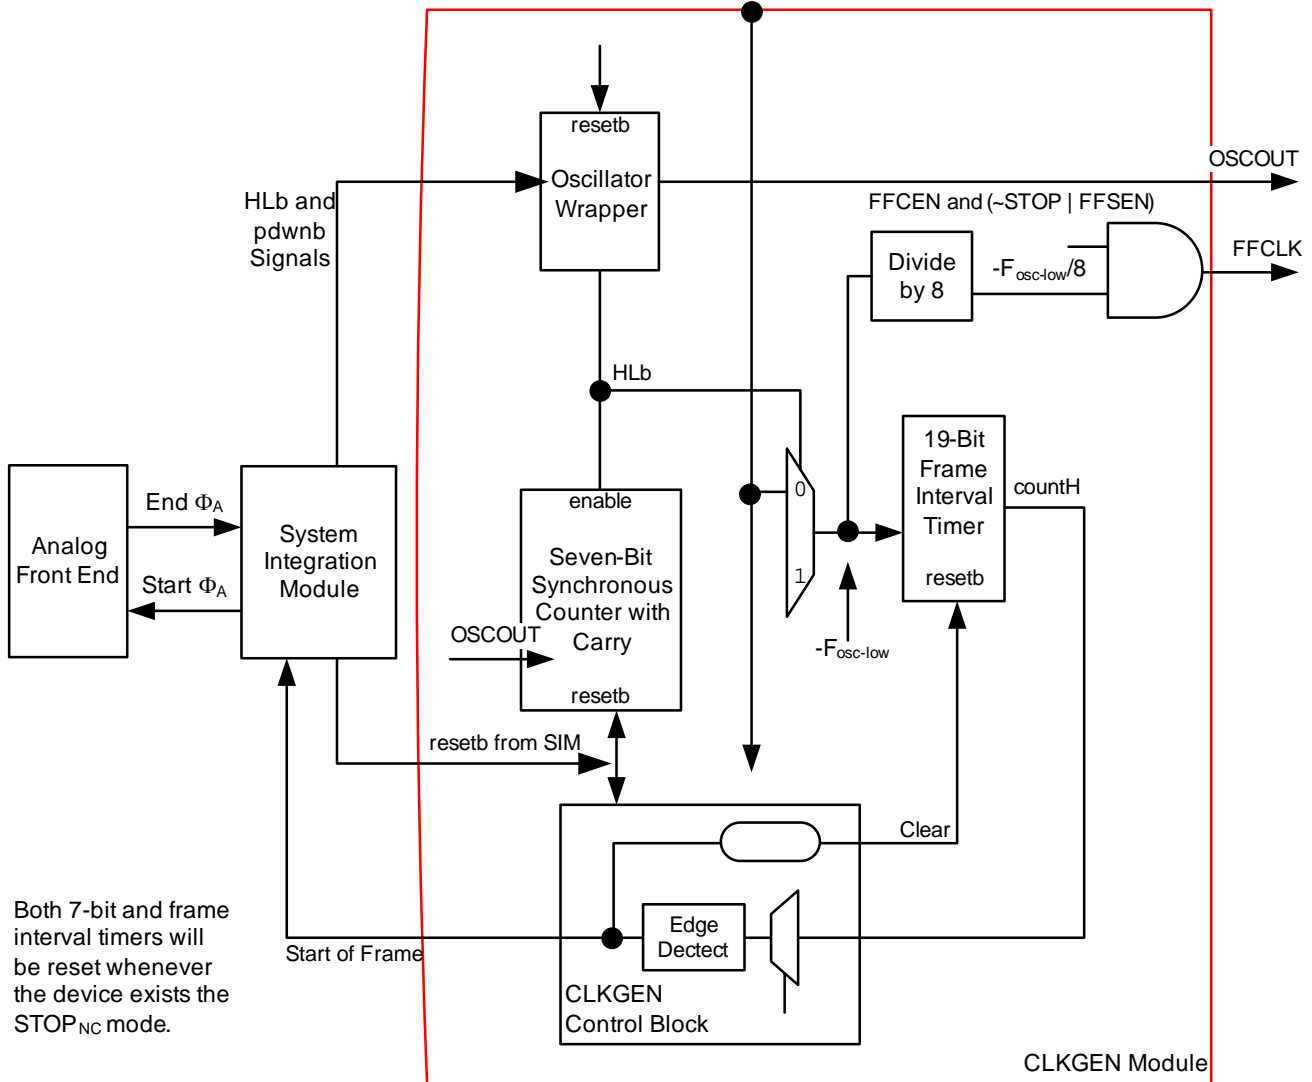 resetb
Oscillator
Wrapper
OSCOUT
HLb and
pdwnb
Signals
FFCEN and (~STOP | FFSEN)
Divide
by 8
-Fosc-low/8
FFCLK
HLb
19-Bit
Frame
Interval
Timer
resetb
countH
0
1
-Fosc-low
Analog
Front End
End ΦA
Start ΦA
System
Integration
Module
enable
Seven-Bit
Synchronous
Counter with
Carry
resetb
OSCOUT
resetb from SIM
Clear
Edge
Dectect
Start of Frame
CLKGEN
Control Block
Both 7-bit and frame
interval timers will
be reset whenever
the device exists the
STOPNC mode.
CLKGEN Module